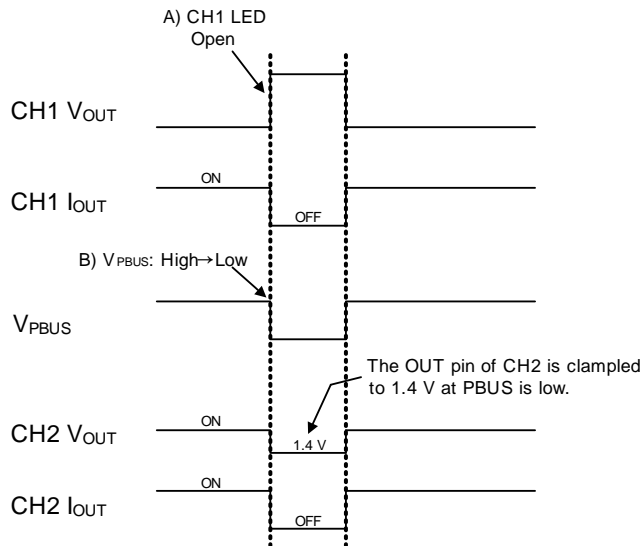 A) CH1 LED
Open
CH1 VOUT
ON
CH1 IOUT
OFF
B) VPBUS: High→Low
VPBUS
The OUT pin of CH2 is clamped
to 1.4 V at PBUS is low.
ON
CH2 VOUT
1.4 V
ON
CH2 IOUT
OFF